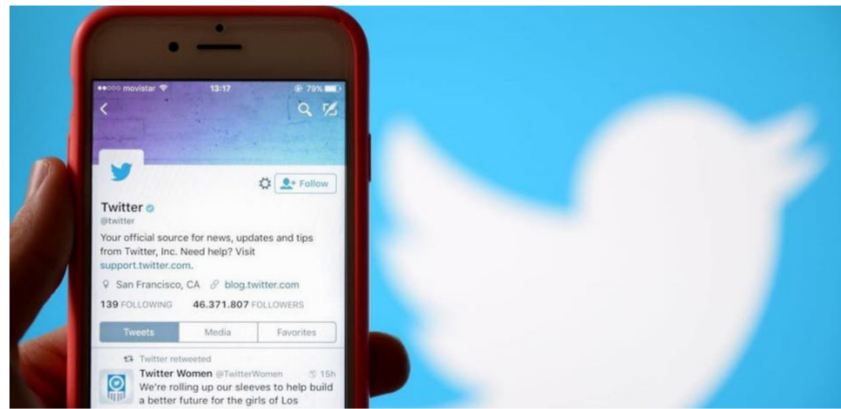 movistar 13:17 79%
Follow
Twitter
@twitter
Your official source for news, updates and tips
from Twitter, Inc. Need help? Visit
support.twitter.com.
San Francisco, CA blog.twitter.com
139 FOLLOWING 46.371.807 FOLLOWERS
Tweets Media Favorites
Twitter retweeted
Twitter Women @TwitterWomen 15h
We're rolling up our sleeves to help build
a better future for the girls of Los